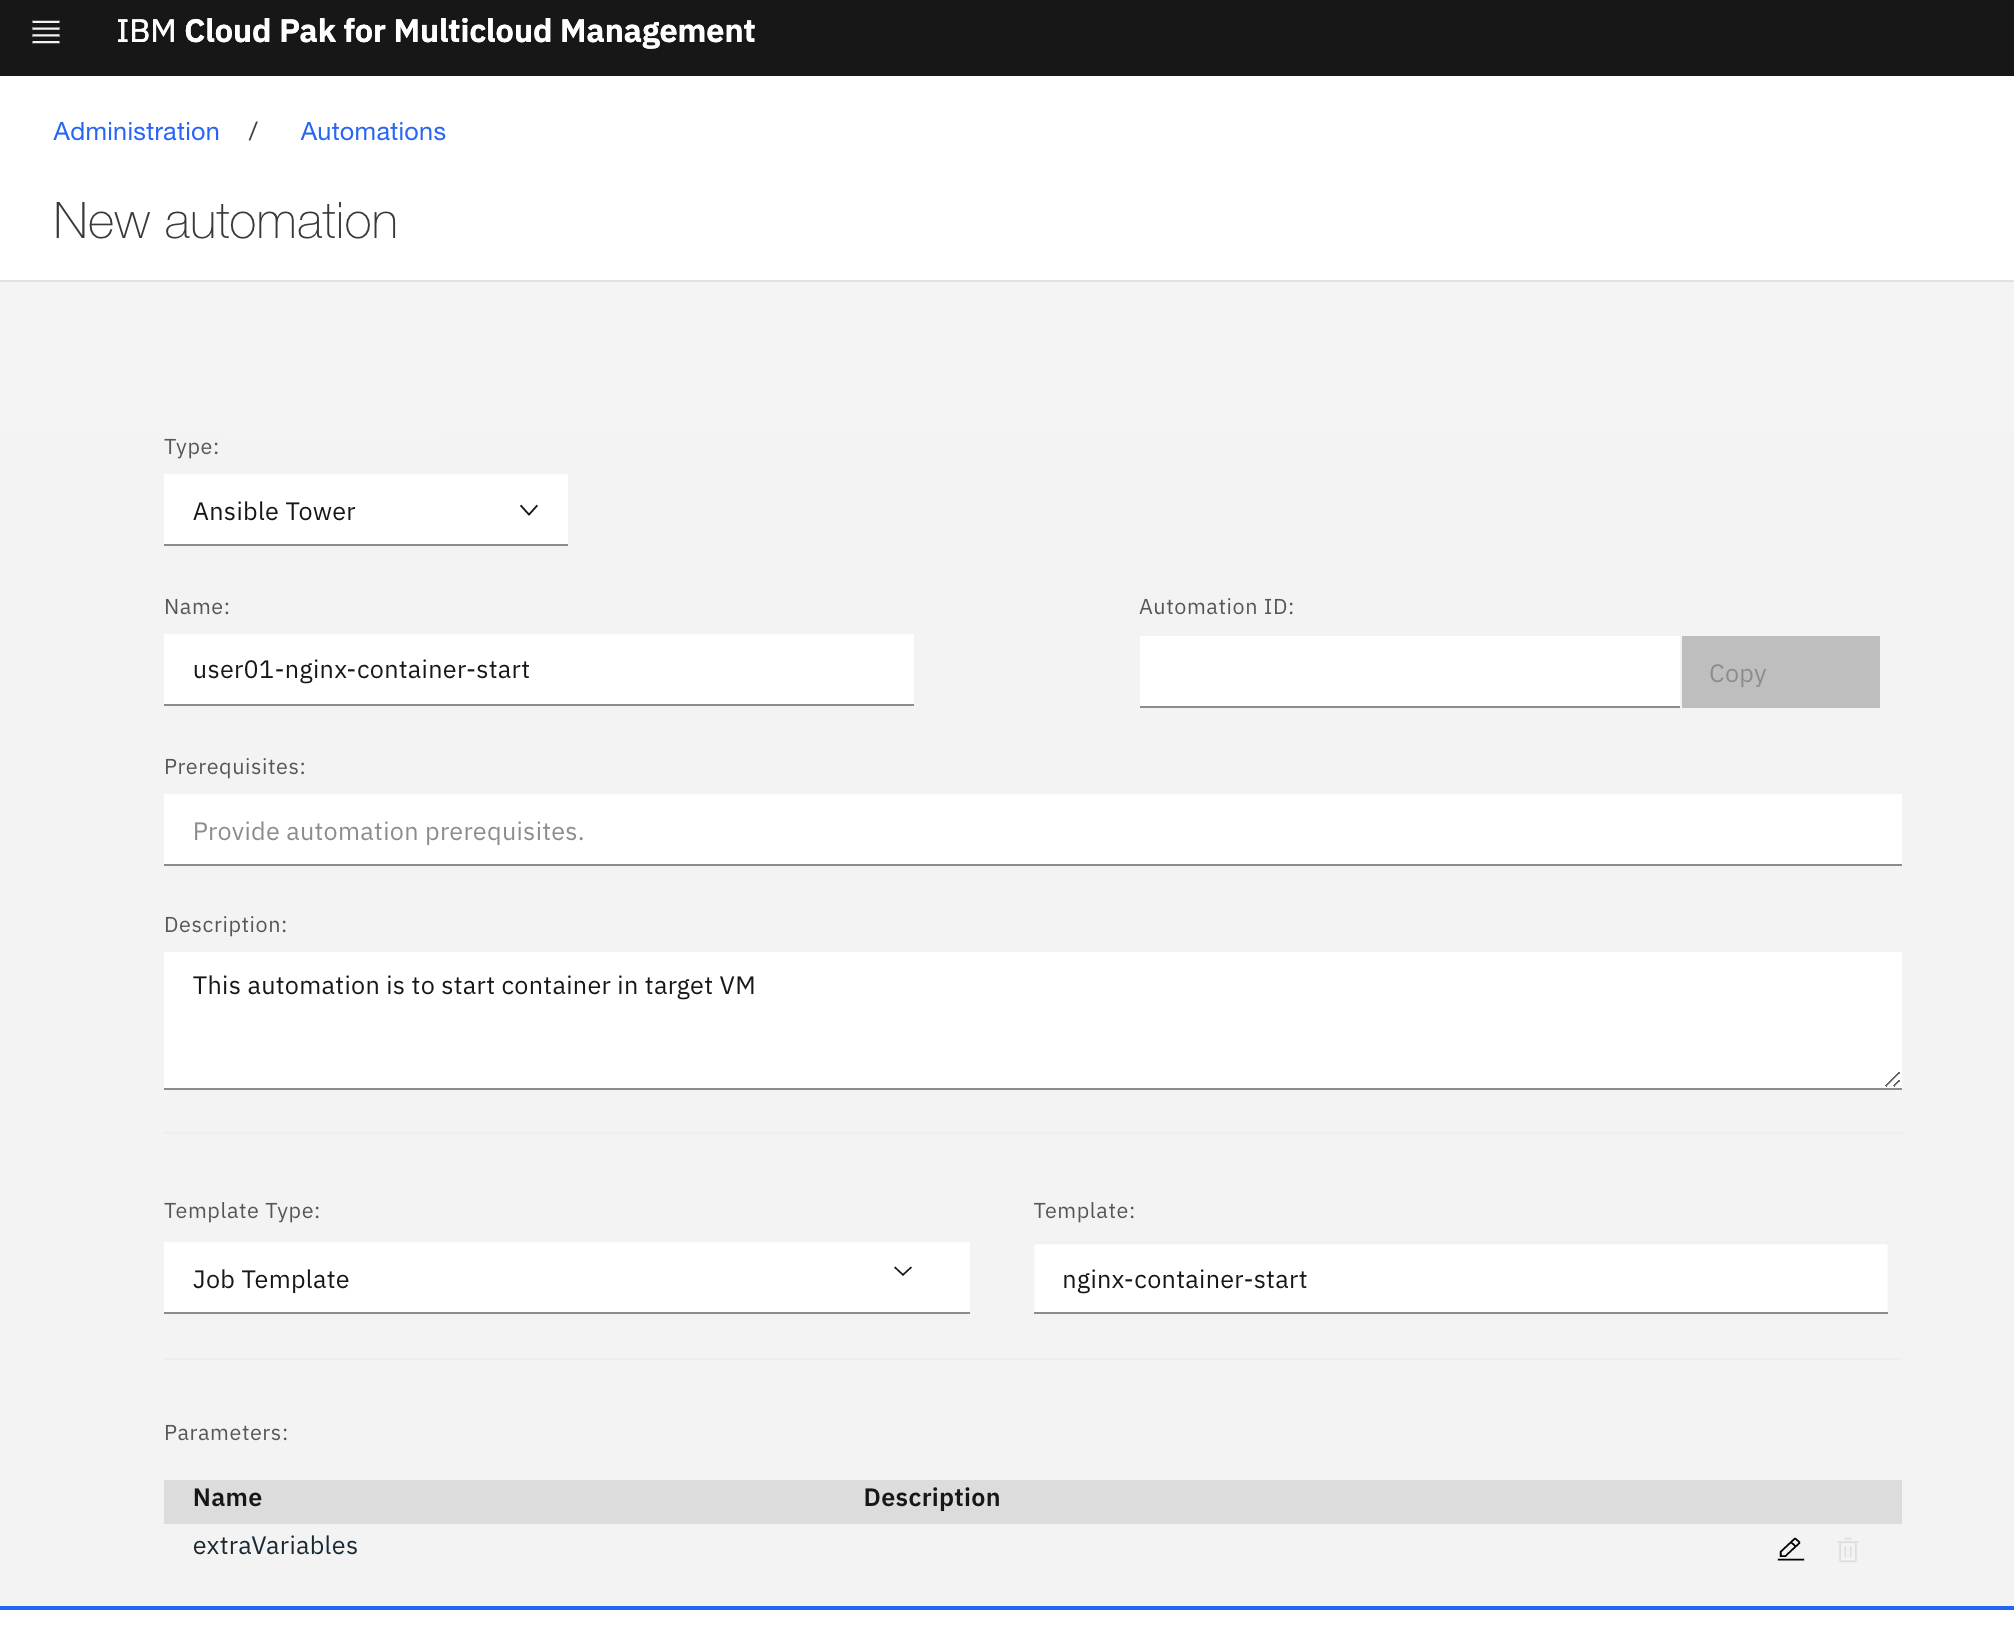 IBM Cloud Pak for Multicloud Management
Administration / Automations
New automation
Type:
Ansible Tower
Name:
Automation ID:
user01-nginx-container-start
Copy
Prerequisites:
Provide automation prerequisites.
Description:
This automation is to start container in target VM
Template Type:
Template:
Job Template
nginx-container-start
Parameters:
Name Description
extraVariables